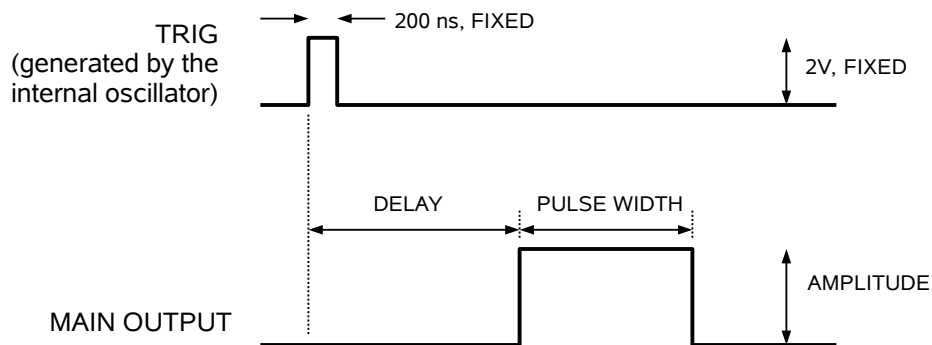 200 ns, FIXED
TRIG
(generated by the
internal oscillator)
2V, FIXED
DELAY
PULSE WIDTH
AMPLITUDE
MAIN OUTPUT